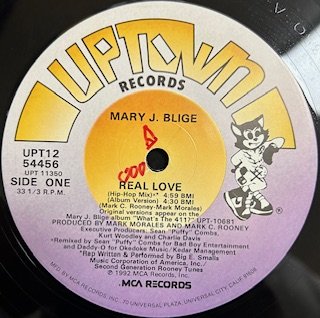 UPTOWN
RECORDS
MARY J. BLIGE
UPT12
54456
UPT 11350
SIDE ONE
33 1/3 R.P.M.
REAL LOVE
(Hip-Hop Mix)• 4:59 BMI
(Album Version) 4:30 BMI
(Mark C. Rooney-Mark Morales)
Original versions appear on the
Mary J. Blige album "What's The 411?" UPT-10681
PRODUCED BY MARK MORALES AND MARK C. ROONEY
Executive Producers: Sean "Puffy" Combs,
Kurt Woodley and Charlie Davis
•Remixed by Sean "Puffy" Combs for Bad Boy Entertainment
and Daddy-O for Okedoke Music/Kedar Management
°Rap Written & Performed by Big E. Smalls
Music Corporation of America, Inc./
Second Generation Rooney Tunes
℗ 1992 MCA Records, Inc.
MCA RECORDS
MFD BY MCA RECORDS, INC. 70 UNIVERSAL PLAZA, UNIVERSAL CITY, CALIF. 91608